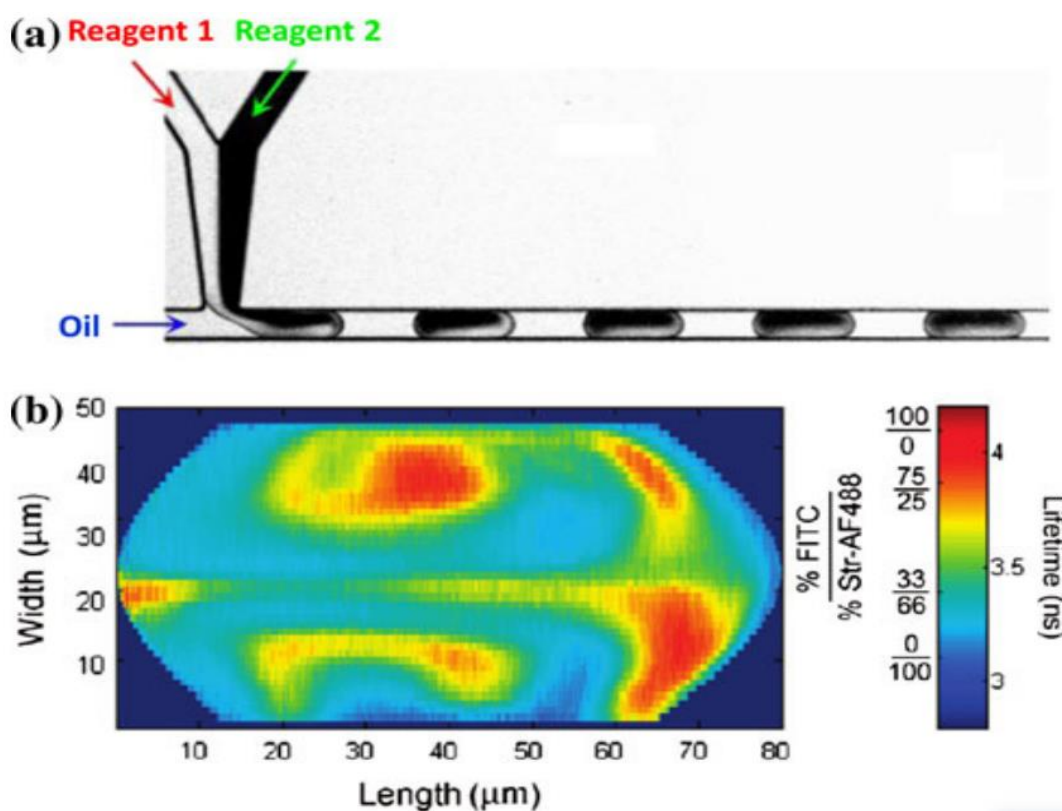 (a) Reagent 1 Reagent 2
Oil
(b)
50
40
30
20
10
Width (μm)
10 20 30 40 50 60 70 80
Length (μm)
% FITC
% Str-AF488
100
0
75
25
33
66
0
100
4
3.5
3
Lifetime (ns)